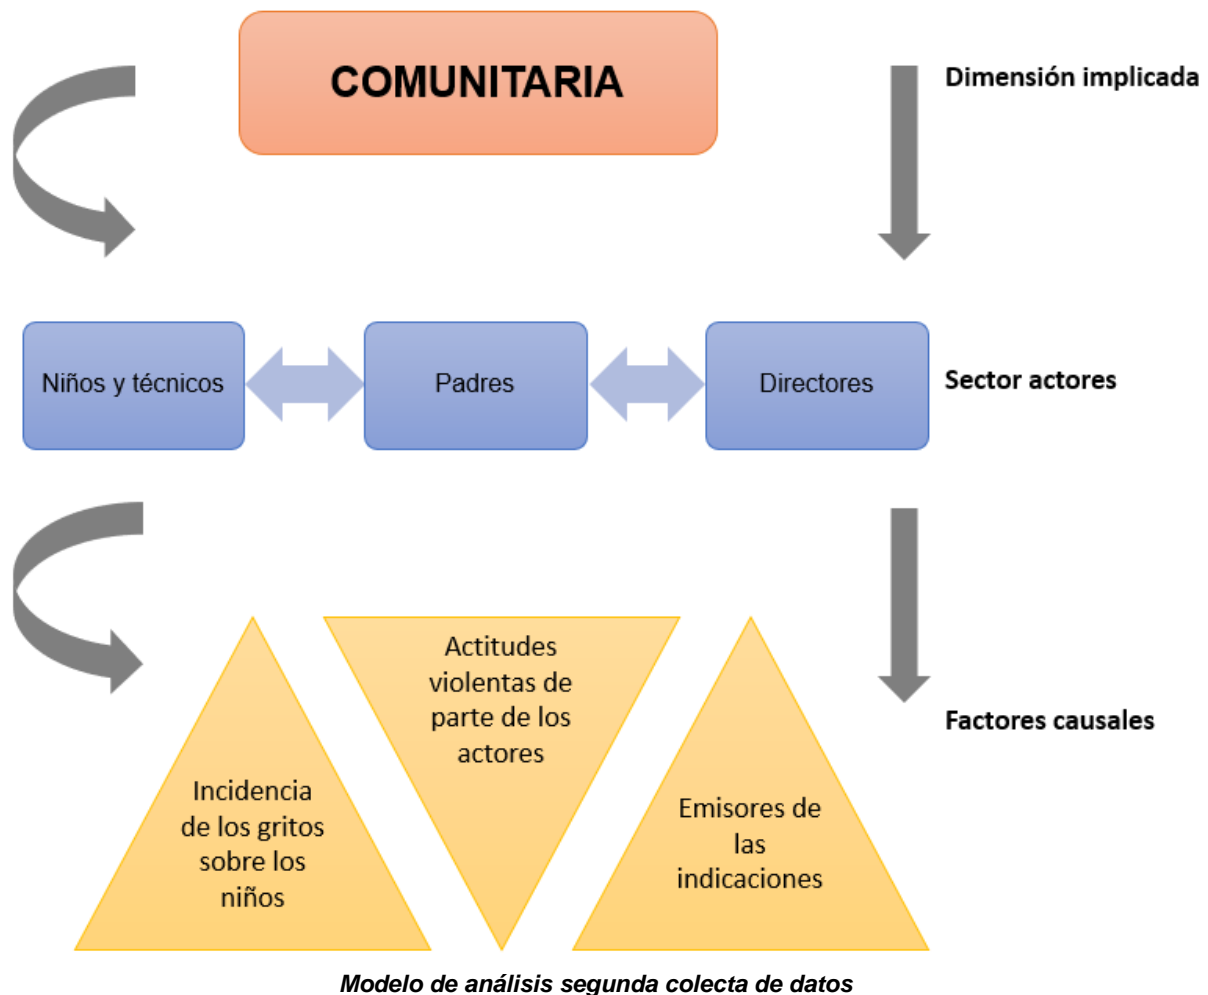 COMUNITARIA
Dimensión implicada
Niños y técnicos
Padres
Directores
Sector actores
Actitudes
violentas de
parte de los
actores
Incidencia
de los gritos
sobre los
niños
Emisores de
las
indicaciones
Factores causales
Modelo de análisis segunda colecta de datos